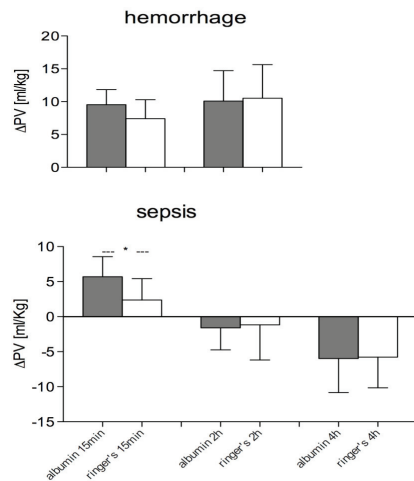 hemorrhage
20
15
10
5
0
ΔPV [ml/kg]
sepsis
10
5
0
-5
-10
-15
ΔPV [ml/Kg]
--- * ---
albumin 15min
ringer's 15min
albumin 2h
ringer's 2h
albumin 4h
ringer's 4h